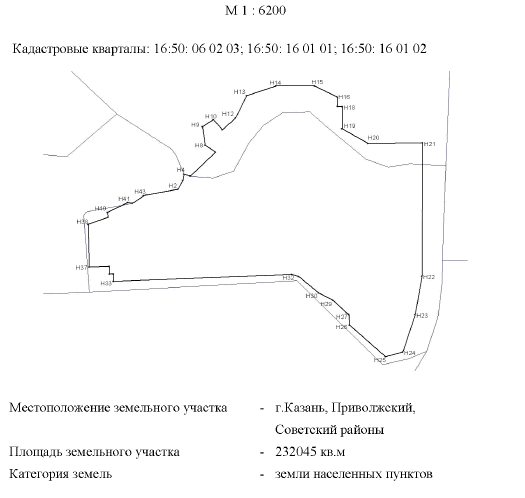 М 1 : 6200
Кадастровые кварталы: 16:50: 06 02 03; 16:50: 16 01 01; 16:50: 16 01 02
Н14
Н15
Н13
Н16
Н18
Н10
Н12
Н9
Н19
Н20
Н21
Н8
Н4
Н2
Н43
Н41
Н40
Н38
Н37
Н33
Н32
Н22
Н30
Н29
Н27
Н26
Н23
Н24
Н25
Местоположение земельного участка - г.Казань, Приволжский,
Советский районы
Площадь земельного участка - 232045 кв.м
Категория земель - земли населенных пунктов